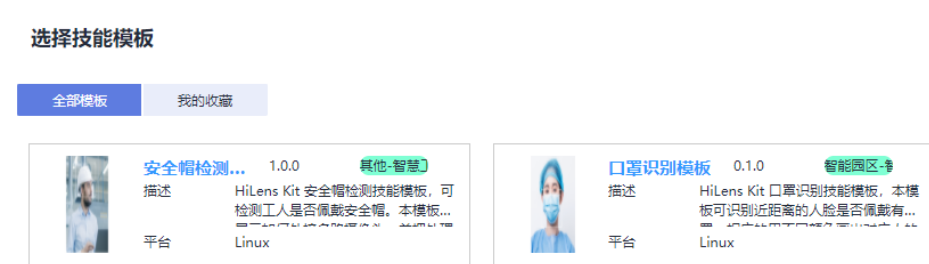 选择技能模板
全部模板 我的收藏
安全帽检测... 1.0.0 其他-智慧
描述 HiLens Kit 安全帽检测技能模板，可
检测工人是否佩戴安全帽。本模板...
平台 Linux
口罩识别模板 0.1.0 智能园区-
描述 HiLens Kit 口罩识别技能模板，本模
板可识别近距离的人脸是否佩戴有...
平台 Linux